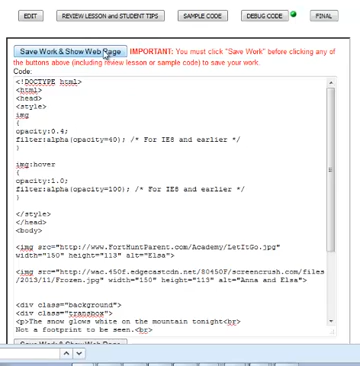 EDIT REVIEW LESSON and STUDENT TIPS SAMPLE CODE DEBUG CODE FINAL
Save Work & Show Web Page IMPORTANT: You must click "Save Work" before clicking any of
the buttons above (including review lesson or sample code) to save your work.
Code:
<!DOCTYPE html>
<html>
<head>
<style>
img
{
opacity:0.4;
filter:alpha(opacity=40); /* For IE8 and earlier */
}
img:hover
{
opacity:1.0;
filter:alpha(opacity=100); /* For IE8 and earlier */
}
</style>
</head>
<body>
<img src="http://www.FortHuntParent.com/Academy/LetItGo.jpg"
width="150" height="113" alt="Elsa">
<img src="http://wac.450f.edgecastcdn.net/80450F/screencrush.com/files
/2013/11/Frozen.jpg" width="150" height="113" alt="Anna and Elsa">
<div class="background">
<div class="transbox">
<p>The snow glows white on the mountain tonight<br>
Not a footprint to be seen.<br>
Save Work & Show Web Page